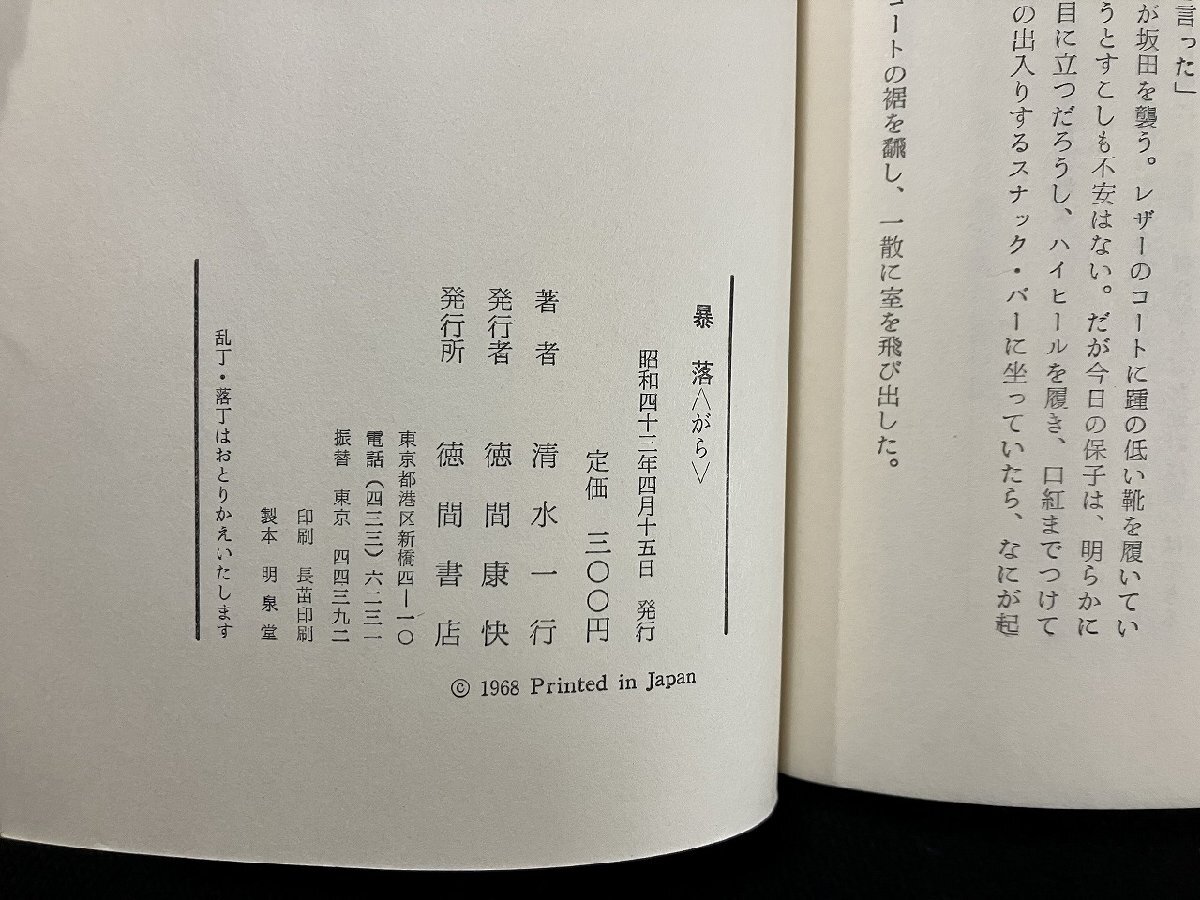 言った」
が坂田を襲う。レザーのコートに踵の低い靴を履いてい
うとすこしも不安はない。だが今日の保子は、明らかに
目に立つだろうし、ハイヒールを履き、口紅までつけて
の出入りするスナック・バーに坐っていたら、なにが起
コートの裾を翻し、一散に室を飛び出した。
暴落〈がら〉
昭和四十二年四月十五日 発行
定価 三〇〇円
著者 清水一行
発行者 徳間康快
発行所 徳間書店
東京都港区新橋四―一〇
電話(四三三)六二三一
振替 東京 四四三九二
印刷 長苗印刷
製本 明泉堂
乱丁・落丁はおとりかえいたします
© 1968 Printed in Japan